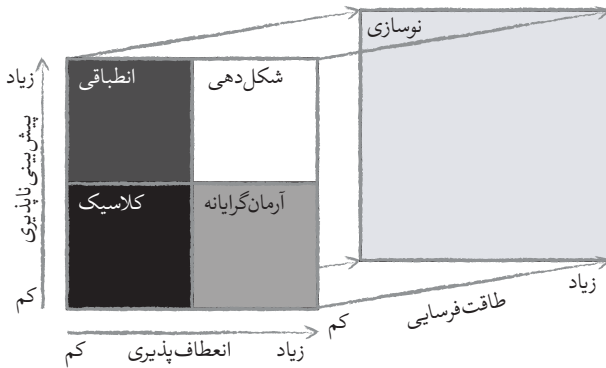 نوسازی
زیاد
انطباقی
شکل‌دهی
پیش‌بینی‌ناپذیری
کلاسیک
آرمان‌گرایانه
کم
زیاد
طاقت‌فرسایی
کم
زیاد
انعطاف‌پذیری
کم